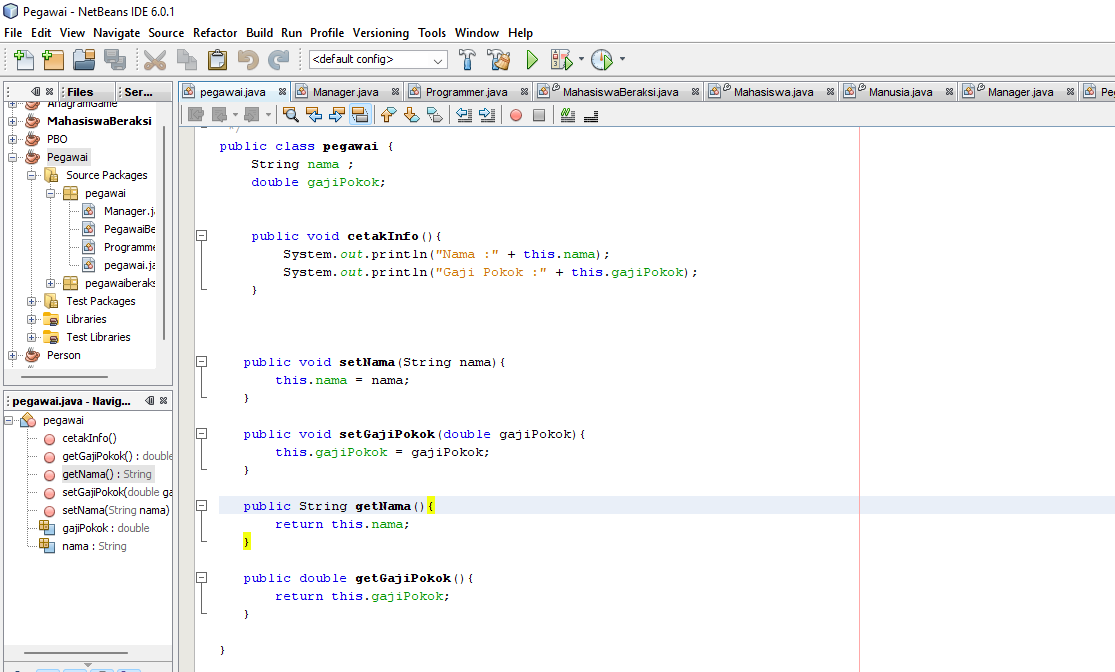 Pegawai - NetBeans IDE 6.0.1
File Edit View Navigate Source Refactor Build Run Profile Versioning Tools Window Help
<default config>
Files Ser...
AnagramGame
MahasiswaBeraksi
PBO
Pegawai
Source Packages
pegawai
Manager.ja
PegawaiBe
Programme
pegawai.ja
pegawaiberaks
Test Packages
Libraries
Test Libraries
Person
pegawai.java - Navig...
pegawai
cetakInfo()
getGajiPokok() : double
getNama() : String
setGajiPokok(double ga
setNama(String nama)
gajiPokok : double
nama : String
pegawai.java Manager.java Programmer.java MahasiswaBeraksi.java Mahasiswa.java Manusia.java Manager.java Pe
*/
public class pegawai {
String nama ;
double gajiPokok;
public void cetakInfo(){
System.out.println("Nama :" + this.nama);
System.out.println("Gaji Pokok :" + this.gajiPokok);
}
public void setNama(String nama){
this.nama = nama;
}
public void setGajiPokok(double gajiPokok){
this.gajiPokok = gajiPokok;
}
public String getNama(){
return this.nama;
}
public double getGajiPokok(){
return this.gajiPokok;
}
}